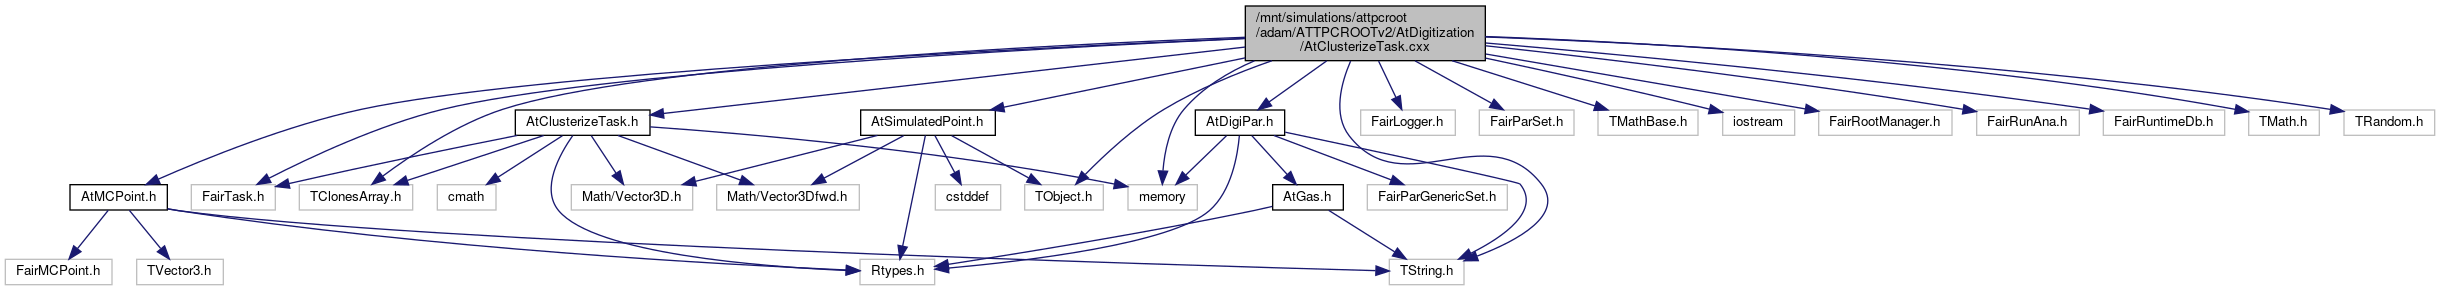 /mnt/simulations/attpcroot
/adam/ATTPCROOTv2/AtDigitization
/AtClusterizeTask.cxx
AtClusterizeTask.h
AtSimulatedPoint.h
AtDigiPar.h
FairLogger.h
FairParSet.h
TMathBase.h
iostream
FairRootManager.h
FairRunAna.h
FairRuntimeDb.h
TMath.h
TRandom.h
AtMCPoint.h
FairTask.h
TClonesArray.h
cmath
Math/Vector3D.h
Math/Vector3Dfwd.h
cstddef
TObject.h
memory
AtGas.h
FairParGenericSet.h
FairMCPoint.h
TVector3.h
Rtypes.h
TString.h